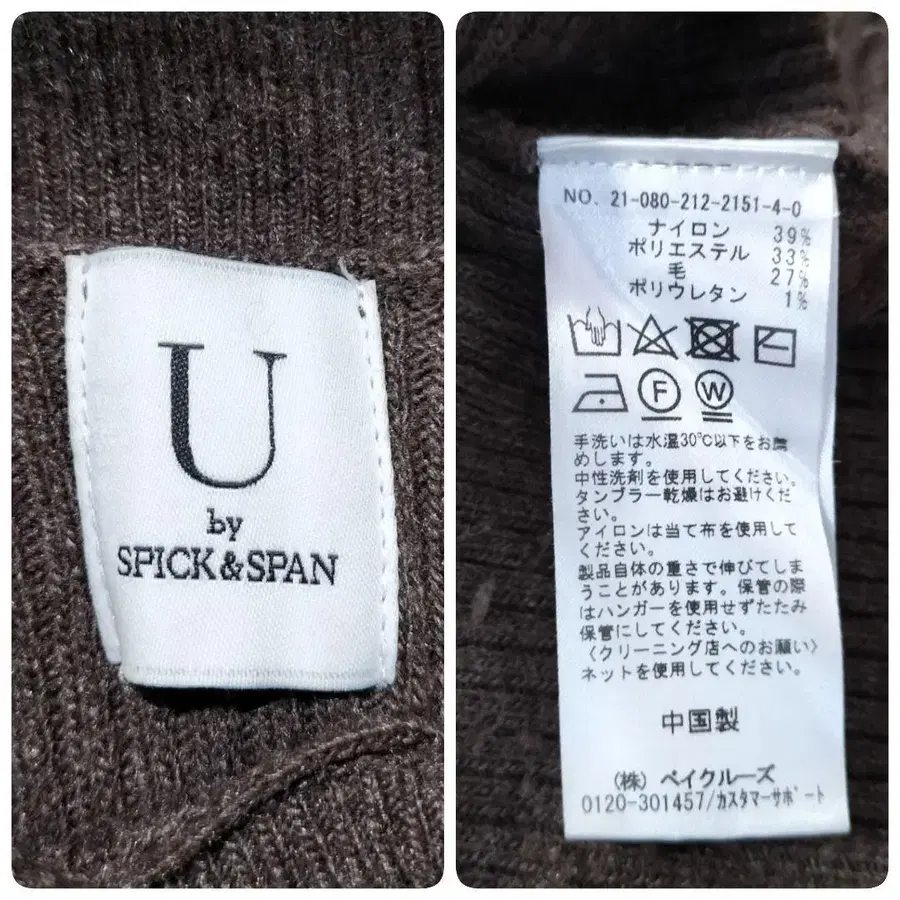 U
by
SPICK&SPAN
NO. 21-080-212-2151-4-0
ナイロン 39%
ポリエステル 33%
毛 27%
ポリウレタン 1%
F W
手洗いは水温30℃以下をお薦
めします。
中性洗剤を使用してください。
タンブラー乾燥はお避けくだ
さい。
アイロンは当て布を使用して
ください。
製品自体の重さで伸びてしま
うことがあります。保管の際
はハンガーを使用せずたたみ
保管にしてください。
〈クリーニング店へのお願い〉
ネットを使用してください。
中国製
(株) ベイクルーズ
0120-301457/カスタマーサポート